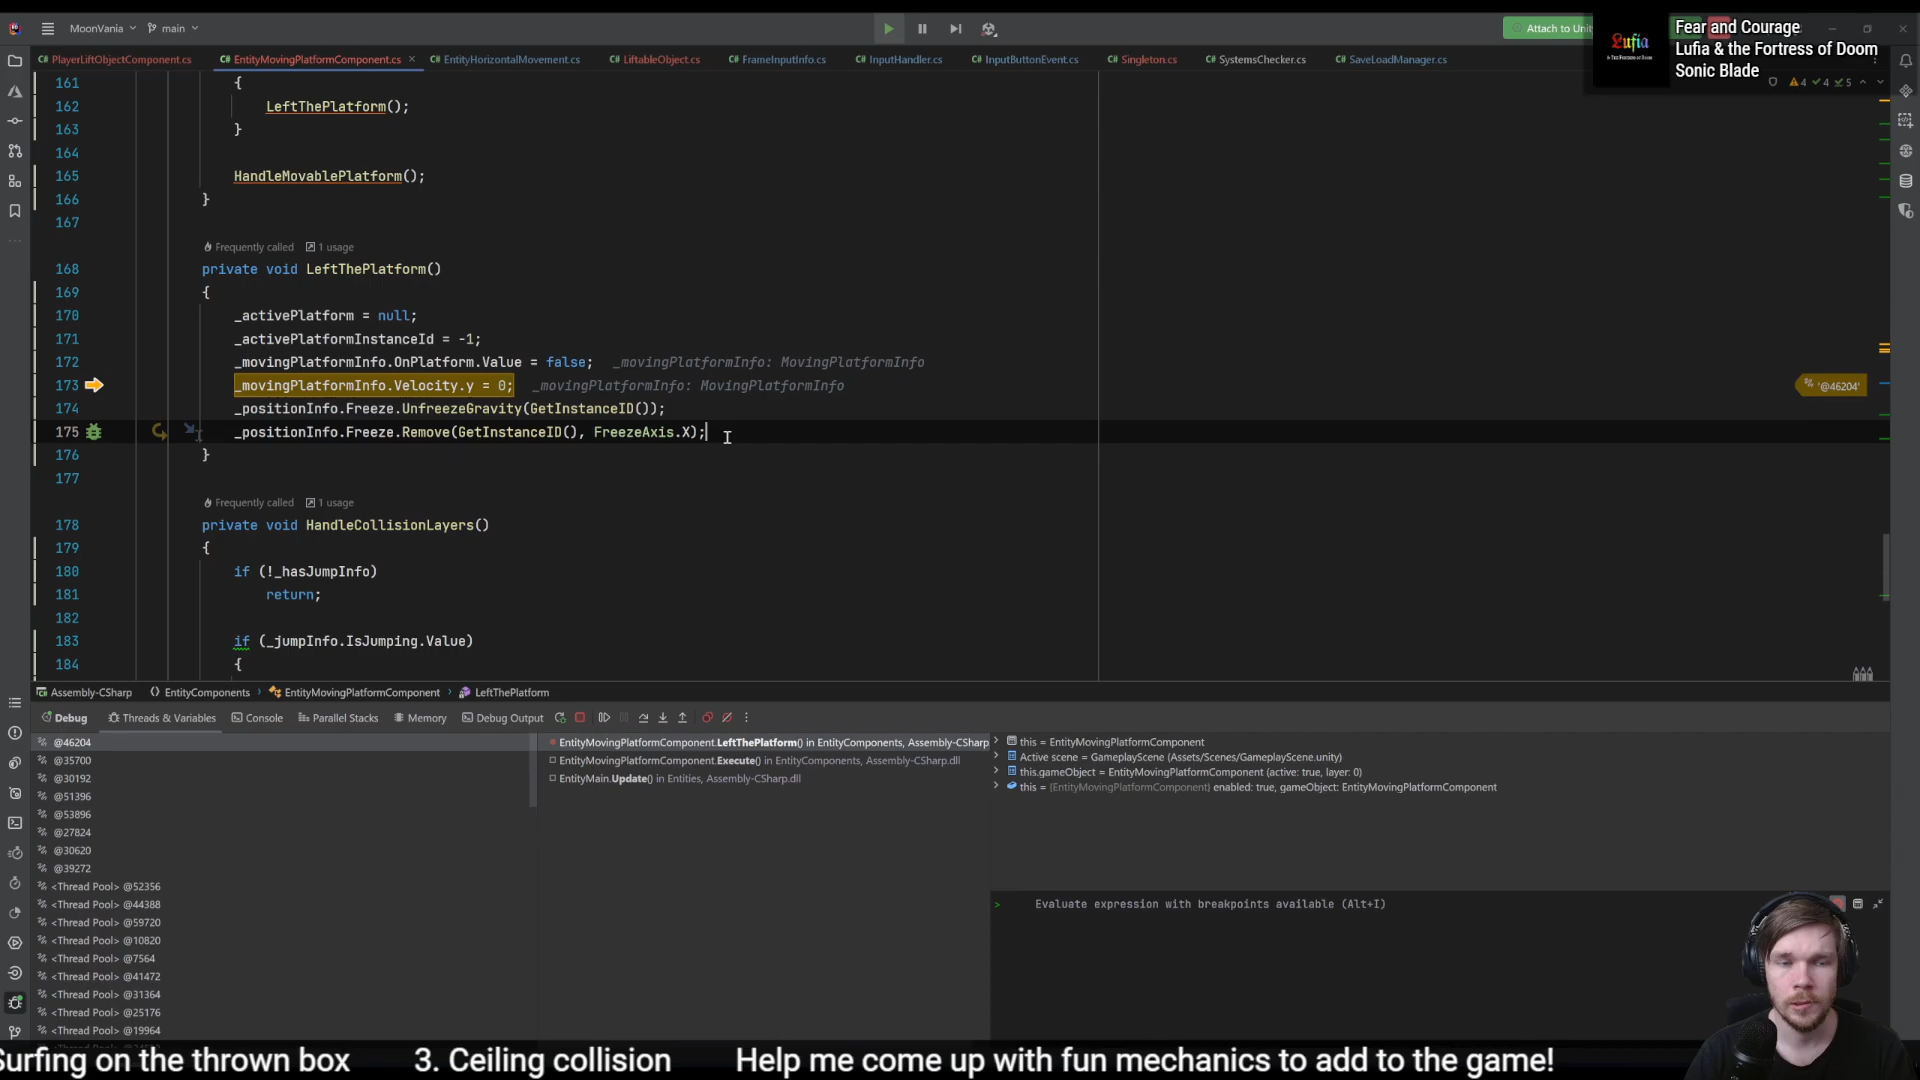 MoonVania
main
Attach to Unit
Lufia
Fear and Courage
Lufia & the Fortress of Doom
Sonic Blade
C# PlayerLiftObjectComponent.cs
C# EntityMovingPlatformComponent.cs ×
C# EntityHorizontalMovement.cs
C# LiftableObject.cs
C# FrameInputInfo.cs
C# InputHandler.cs
C# InputButtonEvent.cs
C# Singleton.cs
C# SystemsChecker.cs
C# SaveLoadManager.cs
4 4 5
161 {
162 LeftThePlatform();
163 }
164
165 HandleMovablePlatform();
166 }
167
Frequently called 1 usage
168 private void LeftThePlatform()
169 {
170 _activePlatform = null;
171 _activePlatformInstanceId = -1;
172 _movingPlatformInfo.OnPlatform.Value = false; _movingPlatformInfo: MovingPlatformInfo
173 _movingPlatformInfo.Velocity.y = 0; _movingPlatformInfo: MovingPlatformInfo '@46204'
174 _positionInfo.Freeze.UnfreezeGravity(GetInstanceID());
175 _positionInfo.Freeze.Remove(GetInstanceID(), FreezeAxis.X);
176 }
177
Frequently called 1 usage
178 private void HandleCollisionLayers()
179 {
180 if (!_hasJumpInfo)
181 return;
182
183 if (_jumpInfo.IsJumping.Value)
184 {
Assembly-CSharp EntityComponents EntityMovingPlatformComponent LeftThePlatform
Debug Threads & Variables Console Parallel Stacks Memory Debug Output
@46204
@35700
@30192
@51396
@53896
@27824
@30620
@39272
<Thread Pool> @52356
<Thread Pool> @44388
<Thread Pool> @59720
<Thread Pool> @10820
<Thread Pool> @7564
<Thread Pool> @41472
<Thread Pool> @31364
<Thread Pool> @25176
<Thread Pool> @19964
EntityMovingPlatformComponent.LeftThePlatform() in EntityComponents, Assembly-CSharp
EntityMovingPlatformComponent.Execute() in EntityComponents, Assembly-CSharp.dll
EntityMain.Update() in Entities, Assembly-CSharp.dll
this = EntityMovingPlatformComponent
Active scene = GameplayScene (Assets/Scenes/GameplayScene.unity)
this.gameObject = EntityMovingPlatformComponent (active: true, layer: 0)
this = {EntityMovingPlatformComponent} enabled: true, gameObject: EntityMovingPlatformComponent
> Evaluate expression with breakpoints available (Alt+I)
Surfing on the thrown box 3. Ceiling collision Help me come up with fun mechanics to add to the game!